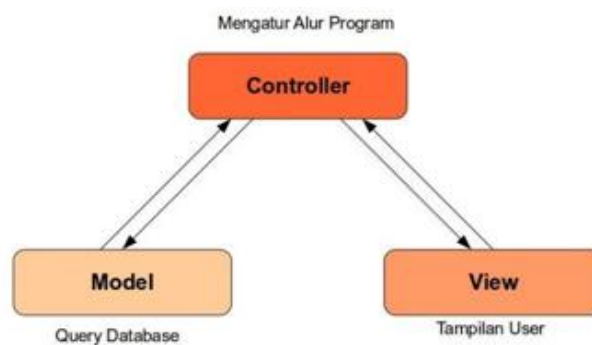 Mengatur Alur Program
Controller
Model
View
Query Database
Tampilan User